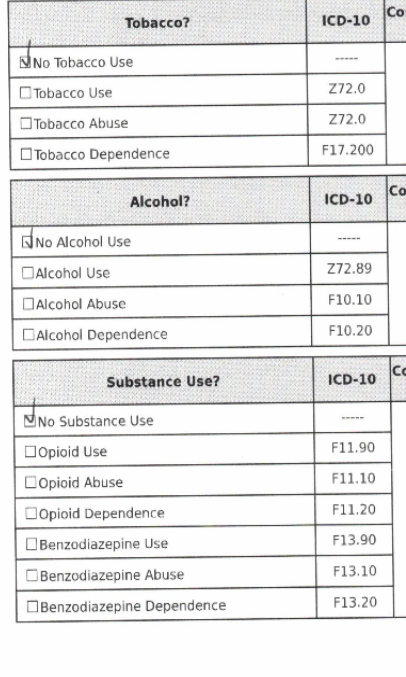 Tobacco? ICD-10 Co
☑ No Tobacco Use -----
☐ Tobacco Use Z72.0
☐ Tobacco Abuse Z72.0
☐ Tobacco Dependence F17.200
Alcohol? ICD-10 Co
☑ No Alcohol Use -----
☐ Alcohol Use Z72.89
☐ Alcohol Abuse F10.10
☐ Alcohol Dependence F10.20
Substance Use? ICD-10 Co
☑ No Substance Use -----
☐ Opioid Use F11.90
☐ Opioid Abuse F11.10
☐ Opioid Dependence F11.20
☐ Benzodiazepine Use F13.90
☐ Benzodiazepine Abuse F13.10
☐ Benzodiazepine Dependence F13.20